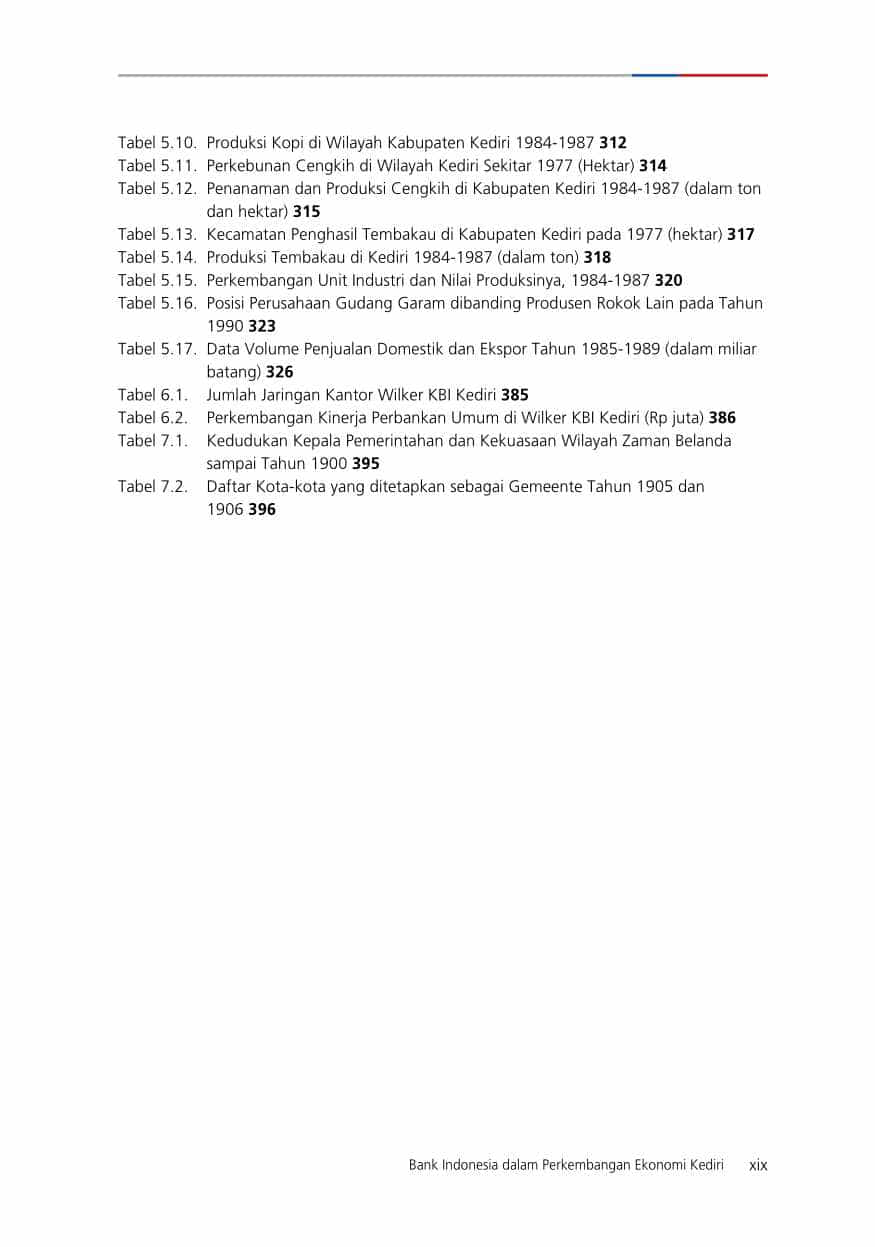 Tabel 5.10. Produksi Kopi di Wilayah Kabupaten Kediri 1984-1987 312
Tabel 5.11. Perkebunan Cengkih di Wilayah Kediri Sekitar 1977 (Hektar) 314
Tabel 5.12. Penanaman dan Produksi Cengkih di Kabupaten Kediri 1984-1987 (dalam ton
dan hektar) 315
Tabel 5.13. Kecamatan Penghasil Tembakau di Kabupaten Kediri pada 1977 (hektar) 317
Tabel 5.14. Produksi Tembakau di Kediri 1984-1987 (dalam ton) 318
Tabel 5.15. Perkembangan Unit Industri dan Nilai Produksinya, 1984-1987 320
Tabel 5.16. Posisi Perusahaan Gudang Garam dibanding Produsen Rokok Lain pada Tahun
1990 323
Tabel 5.17. Data Volume Penjualan Domestik dan Ekspor Tahun 1985-1989 (dalam miliar
batang) 326
Tabel 6.1. Jumlah Jaringan Kantor Wilker KBI Kediri 385
Tabel 6.2. Perkembangan Kinerja Perbankan Umum di Wilker KBI Kediri (Rp juta) 386
Tabel 7.1. Kedudukan Kepala Pemerintahan dan Kekuasaan Wilayah Zaman Belanda
sampai Tahun 1900 395
Tabel 7.2. Daftar Kota-kota yang ditetapkan sebagai Gemeente Tahun 1905 dan
1906 396
Bank Indonesia dalam Perkembangan Ekonomi Kediri xix